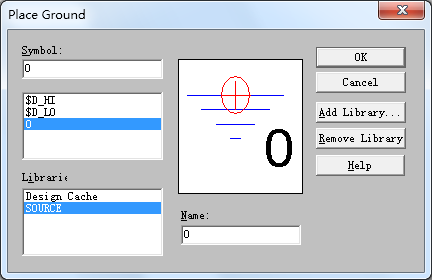 Place Ground
Symbol:
0
$D_HI
$D_LO
0
Librarie
Design Cache
SOURCE
0
Name:
0
OK
Cancel
Add Library...
Remove Library
Help